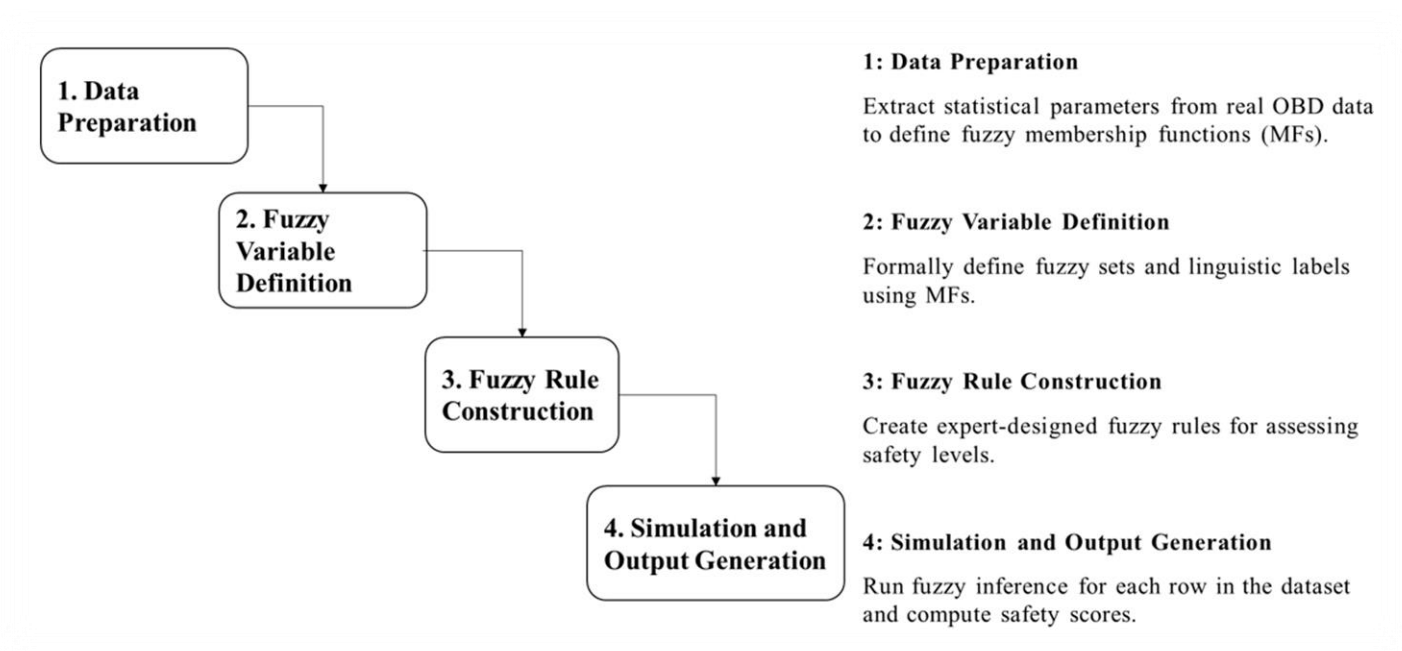 1. Data
Preparation
2. Fuzzy
Variable
Definition
3. Fuzzy Rule
Construction
4. Simulation and
Output Generation
1: Data Preparation
Extract statistical parameters from real OBD data
to define fuzzy membership functions (MFs).
2: Fuzzy Variable Definition
Formally define fuzzy sets and linguistic labels
using MFs.
3: Fuzzy Rule Construction
Create expert-designed fuzzy rules for assessing
safety levels.
4: Simulation and Output Generation
Run fuzzy inference for each row in the dataset
and compute safety scores.